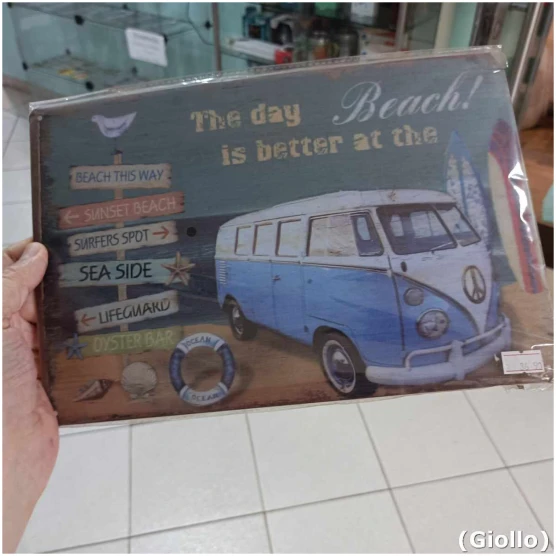 The day Beach!
is better at the
BEACH THIS WAY
← SUNSET BEACH
SURFERS SPOT →
SEA SIDE
← LIFEGUARD
OYSTER BAR
OCEAN
OCEAN
(Giollo)